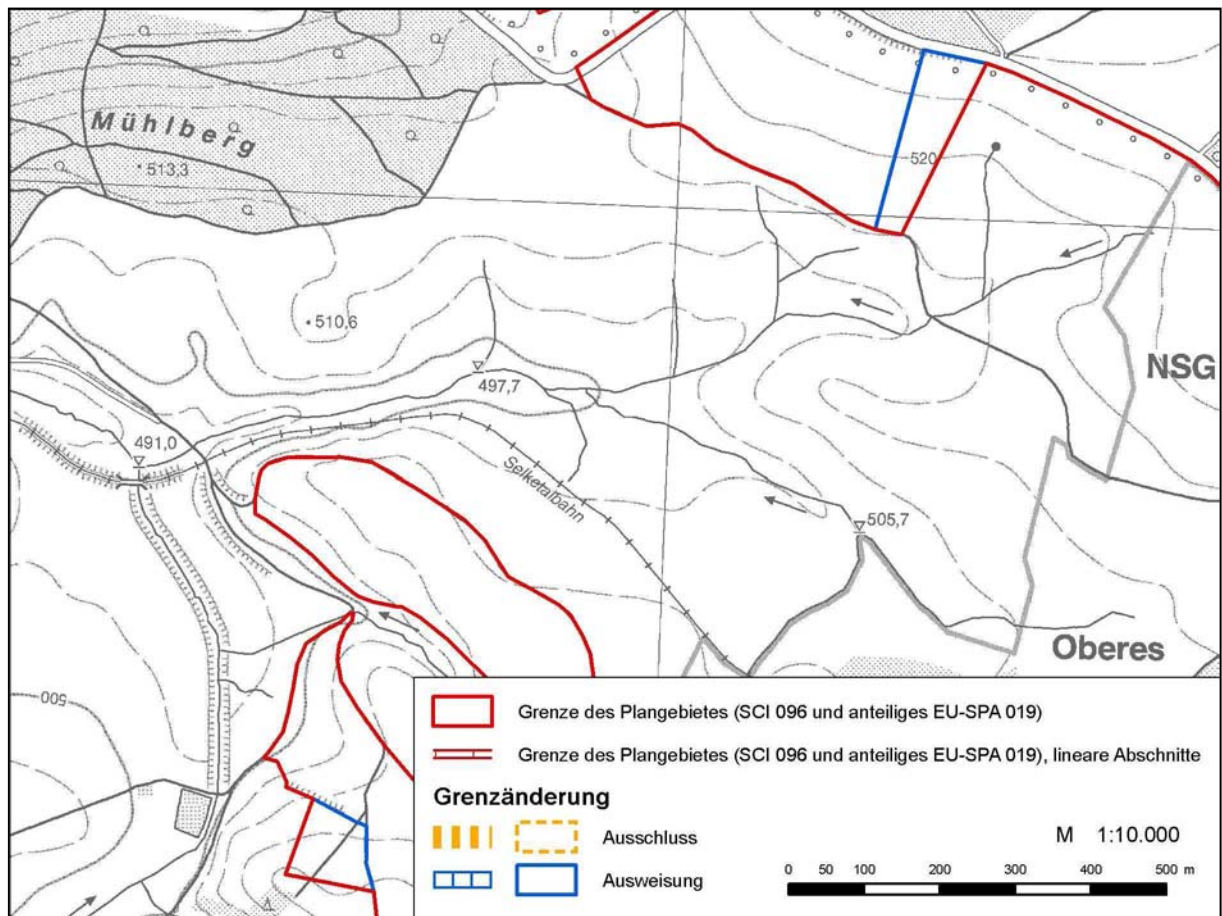 Mühlberg
513,3
520
510,6
497,7
NSG
491,0
Selketalbahn
505,7
Oberes
500
Grenze des Plangebietes (SCI 096 und anteiliges EU-SPA 019)
Grenze des Plangebietes (SCI 096 und anteiliges EU-SPA 019), lineare Abschnitte
Grenzänderung
Ausschluss
M 1:10.000
Ausweisung
0 50 100 200 300 400 500 m